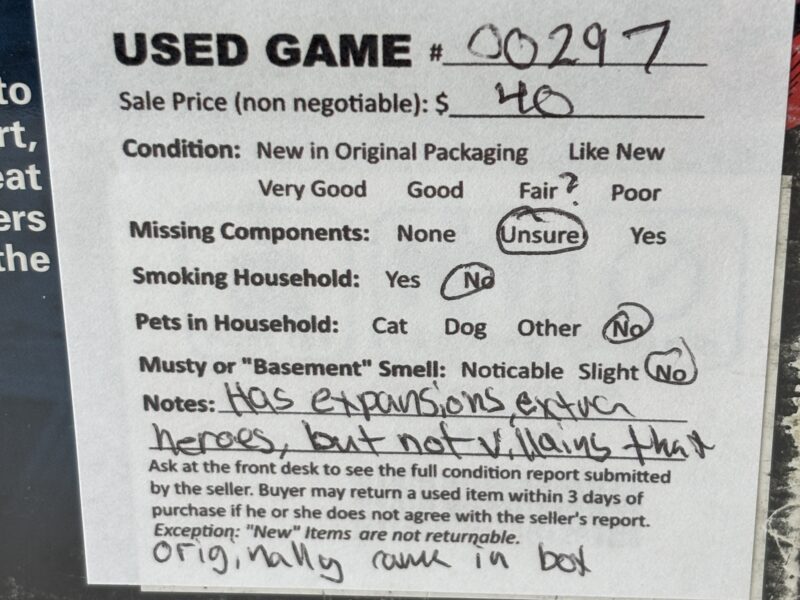 USED GAME # 00297
Sale Price (non negotiable): $ 40
Condition: New in Original Packaging Like New
Very Good Good Fair? Poor
Missing Components: None Unsure Yes
Smoking Household: Yes No
Pets in Household: Cat Dog Other No
Musty or "Basement" Smell: Noticable Slight No
Notes: Has expansions, extra
heroes, but not villains that
Ask at the front desk to see the full condition report submitted
by the seller. Buyer may return a used item within 3 days of
purchase if he or she does not agree with the seller's report.
Exception: "New" Items are not returnable.
originally came in box
to
rt,
eat
ers
the